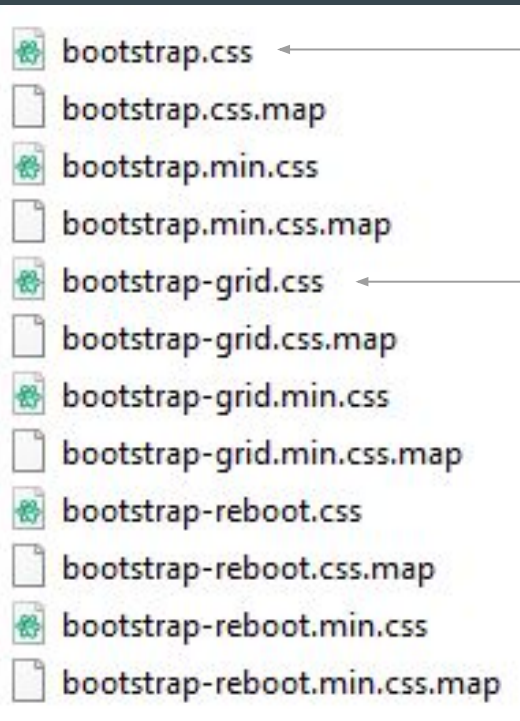 bootstrap.css
bootstrap.css.map
bootstrap.min.css
bootstrap.min.css.map
bootstrap-grid.css
bootstrap-grid.css.map
bootstrap-grid.min.css
bootstrap-grid.min.css.map
bootstrap-reboot.css
bootstrap-reboot.css.map
bootstrap-reboot.min.css
bootstrap-reboot.min.css.map